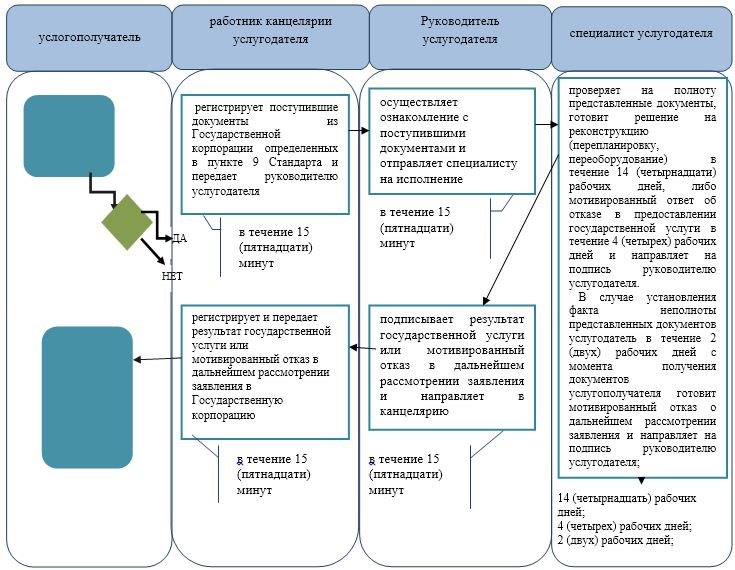 услогополучатель
работник канцелярии
услугодателя
Руководитель
услугодателя
специалист услугодателя
регистрирует поступившие
документы из
Государственной
корпорации определенных
в пункте 9 Стандарта и
передает руководителю
услугодателя
в течение 15
(пятнадцати)
минут
осуществляет
ознакомление с
поступившими
документами и
отправляет специалисту
на исполнение
в течение 15
(пятнадцати)
минут
проверяет на полноту
представленные документы,
готовит решение на
реконструкцию
(перепланировку,
переоборудование) в
течение 14 (четырнадцати)
рабочих дней, либо
мотивированный ответ об
отказе в предоставлении
государственной услуги в
течение 4 (четырех) рабочих
дней и направляет на
подпись руководителю
услугодателя.
В случае установления
факта неполноты
представленных документов
услугодатель в течение 2
(двух) рабочих дней с
момента получения
документов
услугополучателя готовит
мотивированный отказ о
дальнейшем рассмотрении
заявления и направляет на
подпись руководителю
услугодателя;
ДА
НЕТ
регистрирует и передает
результат государственной
услуги или
мотивированный отказ в
дальнейшем рассмотрении
заявления в
Государственную
корпорацию
в течение 15
(пятнадцати)
минут
подписывает результат
государственной услуги
или мотивированный
отказ в дальнейшем
рассмотрении заявления
и направляет в
канцелярию
в течение 15
(пятнадцати)
минут
14 (четырнадцать) рабочих
дней;
4 (четырех) рабочих дней;
2 (двух) рабочих дней;